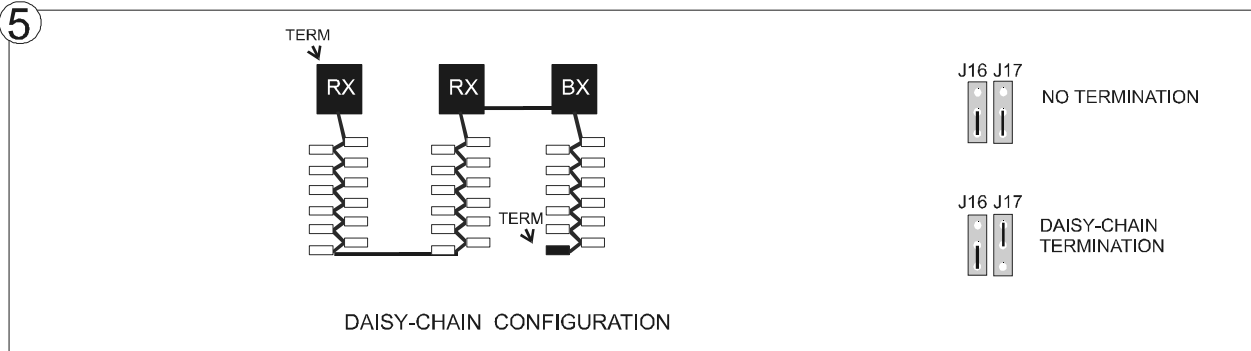 5
TERM
RX RX BX
TERM
DAISY-CHAIN CONFIGURATION
J16 J17
NO TERMINATION
J16 J17
DAISY-CHAIN
TERMINATION